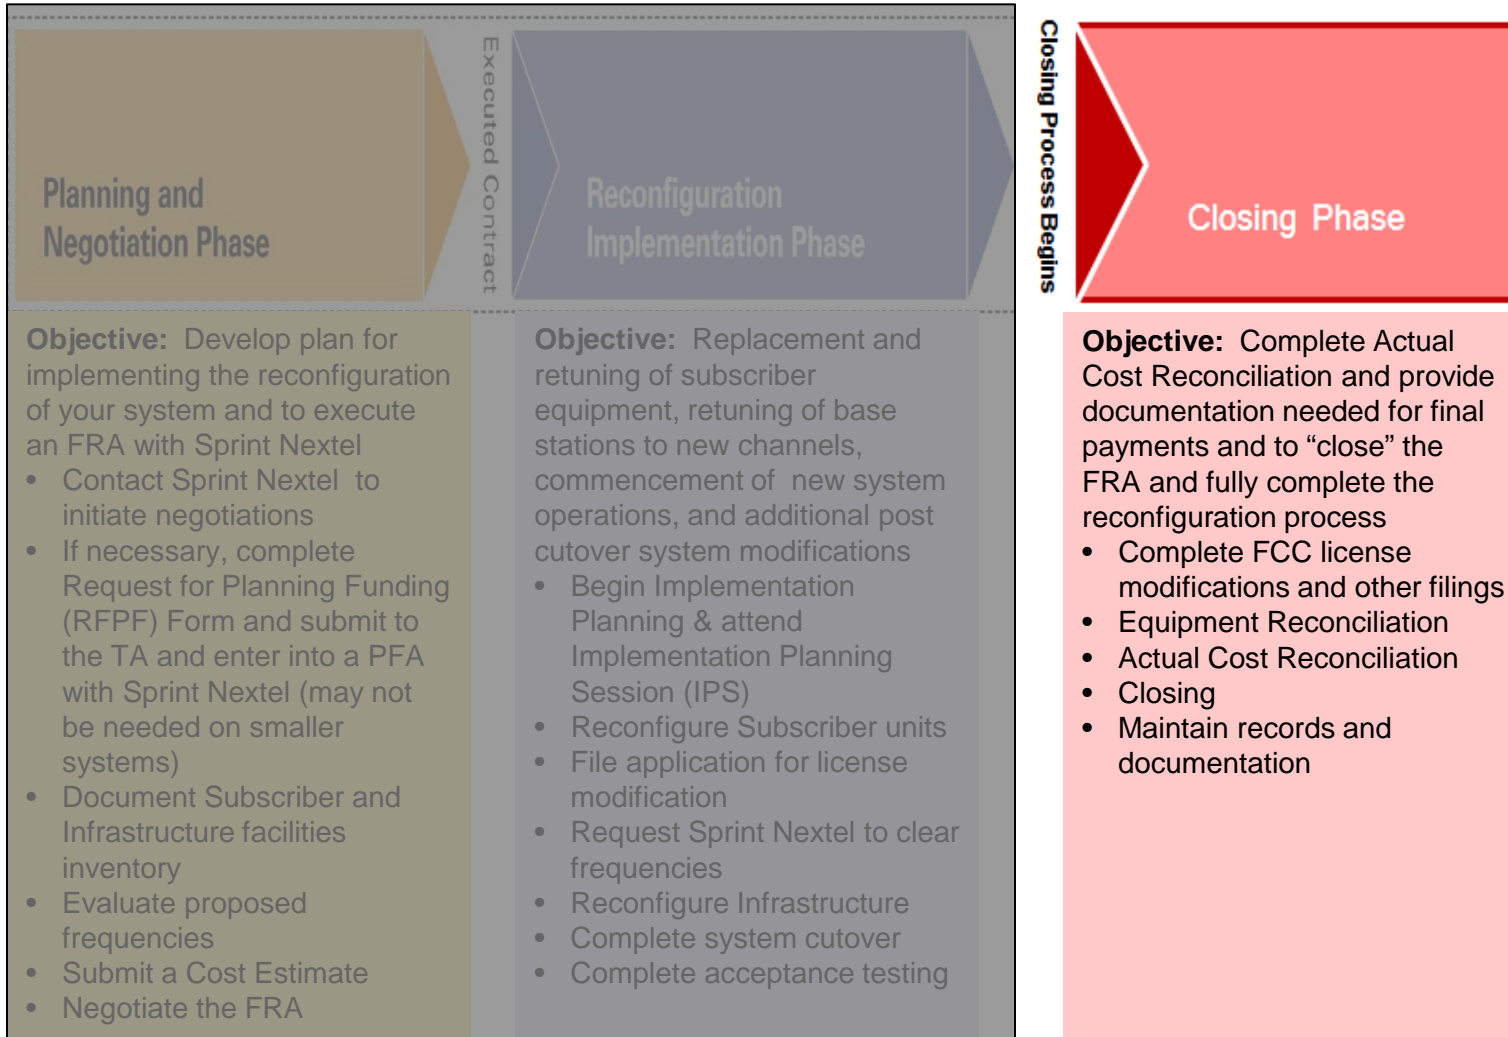 Planning and
Negotiation Phase
Executed Contract
Reconfiguration
Implementation Phase
Closing Process Begins
Closing Phase
Objective: Develop plan for
implementing the reconfiguration
of your system and to execute
an FRA with Sprint Nextel
• Contact Sprint Nextel to
initiate negotiations
• If necessary, complete
Request for Planning Funding
(RFPF) Form and submit to
the TA and enter into a PFA
with Sprint Nextel (may not
be needed on smaller
systems)
• Document Subscriber and
Infrastructure facilities
inventory
• Evaluate proposed
frequencies
• Submit a Cost Estimate
• Negotiate the FRA
Objective: Replacement and
retuning of subscriber
equipment, retuning of base
stations to new channels,
commencement of new system
operations, and additional post
cutover system modifications
• Begin Implementation
Planning & attend
Implementation Planning
Session (IPS)
• Reconfigure Subscriber units
• File application for license
modification
• Request Sprint Nextel to clear
frequencies
• Reconfigure Infrastructure
• Complete system cutover
• Complete acceptance testing
Objective: Complete Actual
Cost Reconciliation and provide
documentation needed for final
payments and to “close” the
FRA and fully complete the
reconfiguration process
• Complete FCC license
modifications and other filings
• Equipment Reconciliation
• Actual Cost Reconciliation
• Closing
• Maintain records and
documentation